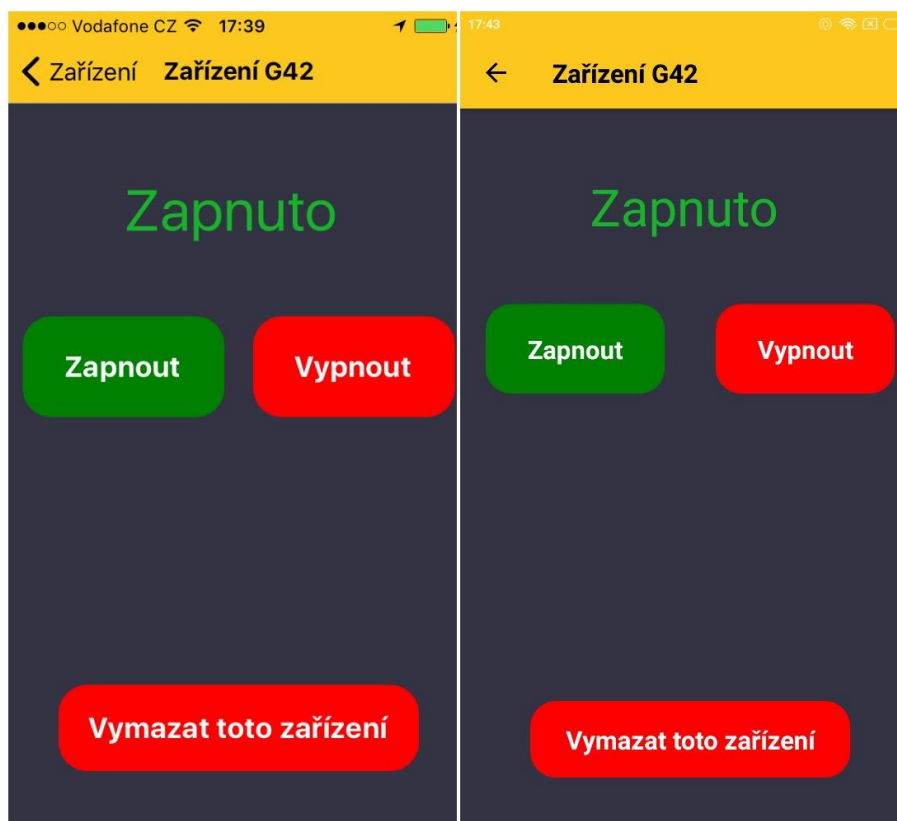 Vodafone CZ 17:39
Zařízení Zařízení G42
Zapnuto
Zapnout Vypnout
Vymazat toto zařízení
17:43
Zařízení G42
Zapnuto
Zapnout Vypnout
Vymazat toto zařízení